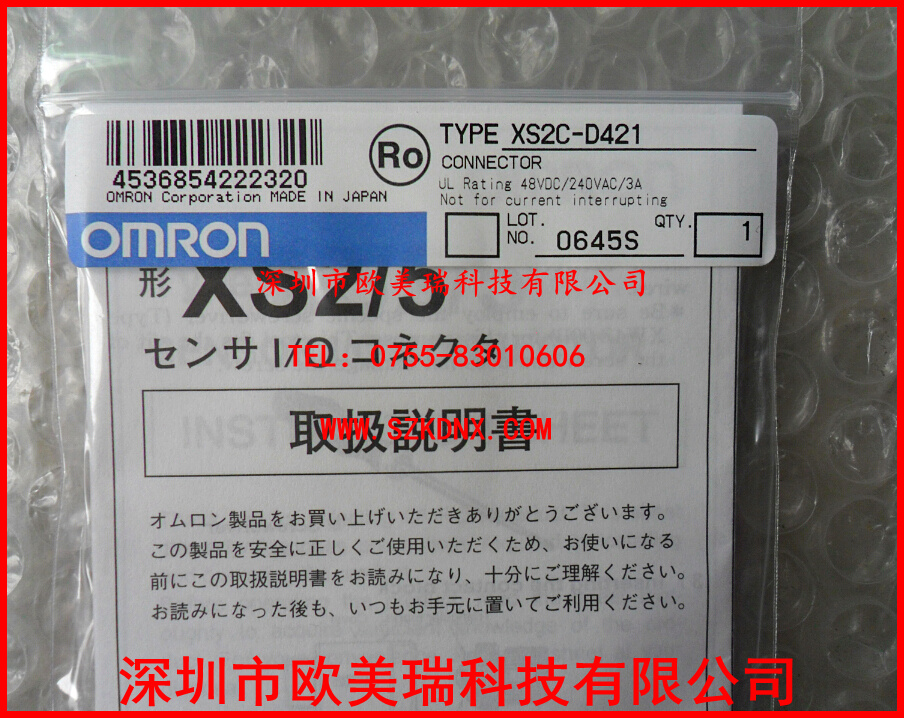 TYPE XS2C-D421
Ro
CONNECTOR
4536854222320
UL Rating 48VDC/240VAC/3A
OMRON Corporation MADE IN JAPAN
Not for current interrupting
OMRON
LOT. NO. 0645S
QTY. 1
形 XS2/3
深圳市欧美瑞科技有限公司
センサ I/O コネクタ
TEL: 0755-83010606
取扱説明書
WWW.SZKDNX.COM
オムロン製品をお買い上げいただきありがとうございます。
この製品を安全に正しくご使用いただくため、お使いになる
前にこの取扱説明書をお読みになり、十分にご理解ください。
お読みになった後も、いつもお手元に置いてご利用ください。
深圳市欧美瑞科技有限公司